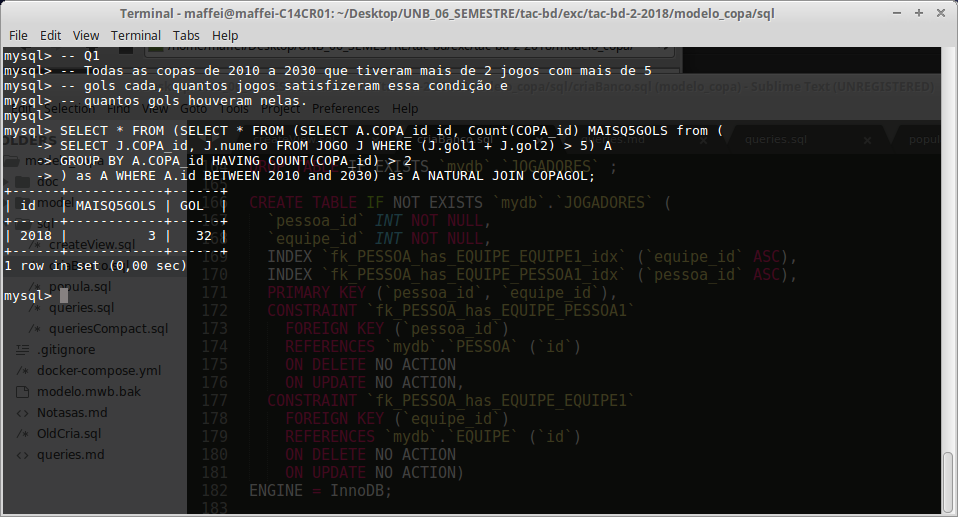 Terminal - maffei@maffei-C14CR01: ~/Desktop/UNB_06_SEMESTRE/tac-bd/exc/tac-bd-2-2018/modelo_copa/sql
File Edit View Terminal Tabs Help
mysql> -- Q1
mysql> -- Todas as copas de 2010 a 2030 que tiveram mais de 2 jogos com mais de 5
mysql> -- gols cada, quantos jogos satisfizeram essa condição e
mysql> -- quantos gols houveram nelas.
mysql>
mysql> SELECT * FROM (SELECT * FROM (SELECT A.COPA_id id, Count(COPA_id) MAISQ5GOLS from (
-> SELECT J.COPA_id, J.numero FROM JOGO J WHERE (J.gol1 + J.gol2) > 5) A
-> GROUP BY A.COPA_id HAVING COUNT(COPA_id) > 2
-> ) as A WHERE A.id BETWEEN 2010 and 2030) as A NATURAL JOIN COPAGOL;
+------+------------+------+
| id | MAISQ5GOLS | GOL |
+------+------------+------+
| 2018 | 3 | 32 |
+------+------------+------+
1 row in set (0,00 sec)
mysql>
Selection Find View Goto Tools Project Preferences Help
queries.sql
EXISTS `mydb`.`JOGADORES` ;
CREATE TABLE IF NOT EXISTS `mydb`.`JOGADORES` (
`pessoa_id` INT NOT NULL,
`equipe_id` INT NOT NULL,
INDEX `fk_PESSOA_has_EQUIPE_EQUIPE1_idx` (`equipe_id` ASC),
170 INDEX `fk_PESSOA_has_EQUIPE_PESSOA1_idx` (`pessoa_id` ASC),
171 PRIMARY KEY (`pessoa_id`, `equipe_id`),
172 CONSTRAINT `fk_PESSOA_has_EQUIPE_PESSOA1`
173 FOREIGN KEY (`pessoa_id`)
174 REFERENCES `mydb`.`PESSOA` (`id`)
175 ON DELETE NO ACTION
176 ON UPDATE NO ACTION,
177 CONSTRAINT `fk_PESSOA_has_EQUIPE_EQUIPE1`
178 FOREIGN KEY (`equipe_id`)
179 REFERENCES `mydb`.`EQUIPE` (`id`)
180 ON DELETE NO ACTION
181 ON UPDATE NO ACTION)
182 ENGINE = InnoDB;
183
doc
sql
createView.sql
popula.sql
queries.sql
queriesCompact.sql
.gitignore
docker-compose.yml
modelo.mwb.bak
Notasas.md
OldCria.sql
queries.md